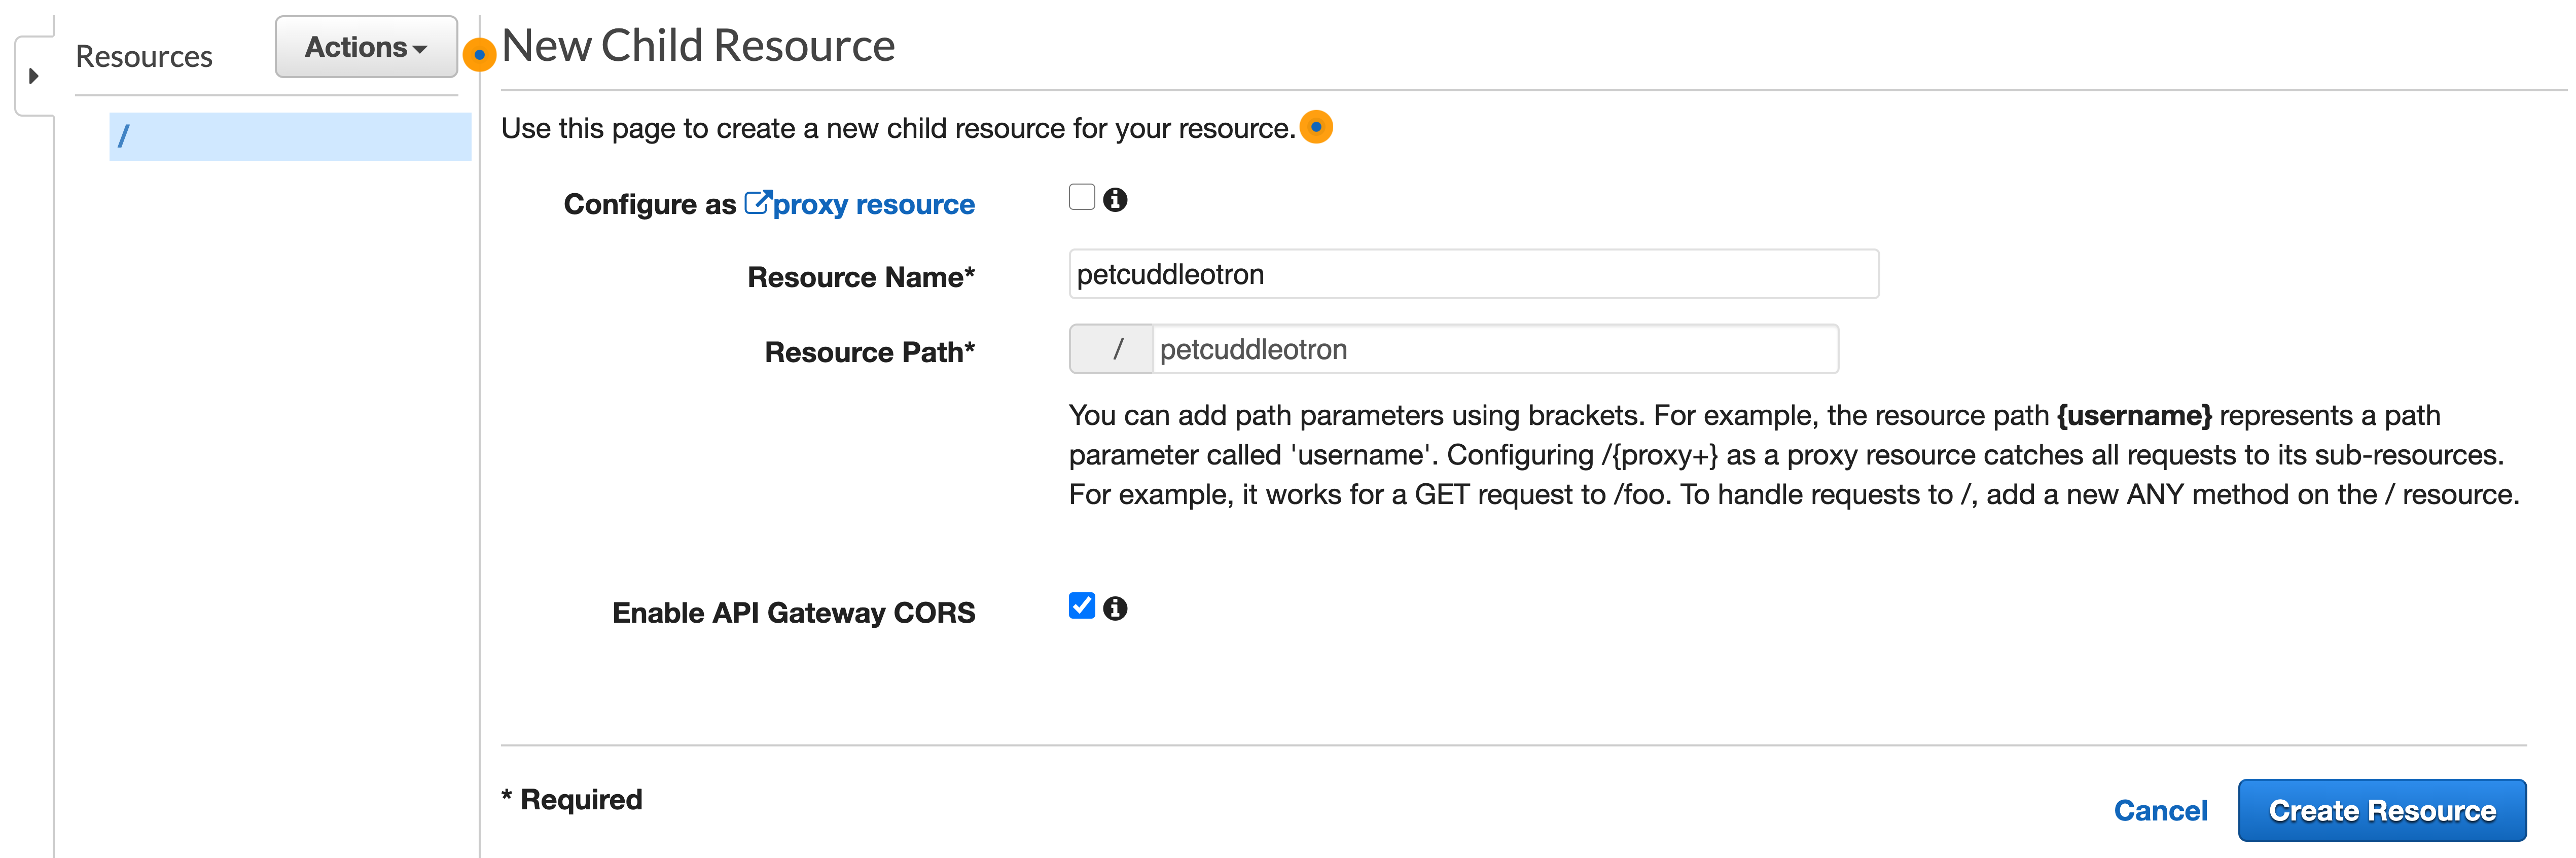 Resources
Actions
/
New Child Resource
Use this page to create a new child resource for your resource.
Configure as proxy resource
Resource Name* petcuddleotron
Resource Path* / petcuddleotron
You can add path parameters using brackets. For example, the resource path {username} represents a path
parameter called 'username'. Configuring /{proxy+} as a proxy resource catches all requests to its sub-resources.
For example, it works for a GET request to /foo. To handle requests to /, add a new ANY method on the / resource.
Enable API Gateway CORS
* Required
Cancel
Create Resource